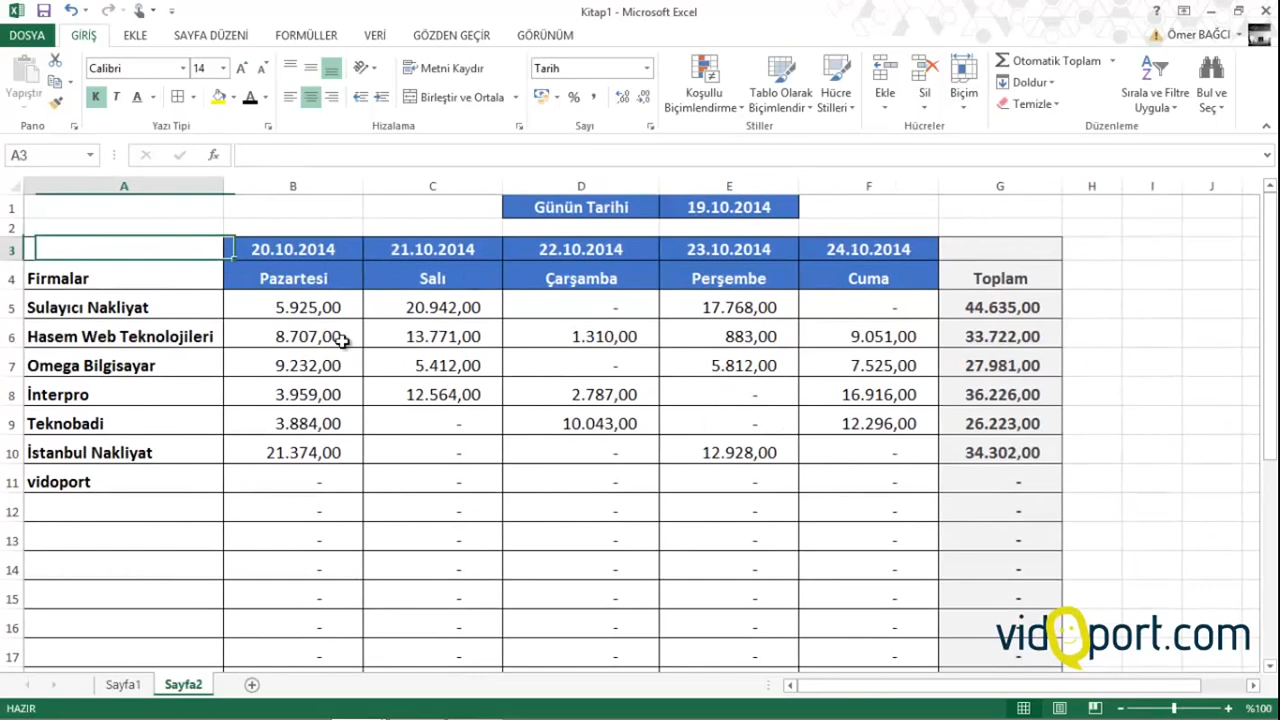 Kitap1 - Microsoft Excel
DOSYA GİRİŞ EKLE SAYFA DÜZENİ FORMÜLLER VERİ GÖZDEN GEÇİR GÖRÜNÜM Ömer BAĞCI
Yapıştır
Pano
Calibri 14
K T A
Yazı Tipi
Metni Kaydır
Birleştir ve Ortala
Hizalama
Tarih
Sayı
Koşullu Biçimlendirme
Tablo Olarak Biçimlendir
Hücre Stilleri
Stiller
Ekle Sil Biçim
Hücreler
Otomatik Toplam
Doldur
Temizle
Sırala ve Filtre Uygula
Bul ve Seç
Düzenleme
A3 fx
A B C D E F G H I J
1 Günün Tarihi 19.10.2014
2
3 20.10.2014 21.10.2014 22.10.2014 23.10.2014 24.10.2014
4 Firmalar Pazartesi Salı Çarşamba Perşembe Cuma Toplam
5 Sulayıcı Nakliyat 5.925,00 20.942,00 - 17.768,00 - 44.635,00
6 Hasem Web Teknolojileri 8.707,00 13.771,00 1.310,00 883,00 9.051,00 33.722,00
7 Omega Bilgisayar 9.232,00 5.412,00 - 5.812,00 7.525,00 27.981,00
8 İnterpro 3.959,00 12.564,00 2.787,00 - 16.916,00 36.226,00
9 Teknobadi 3.884,00 - 10.043,00 - 12.296,00 26.223,00
10 İstanbul Nakliyat 21.374,00 - - 12.928,00 - 34.302,00
11 vidoport - - - - - -
12 - - - - - -
13 - - - - - -
14 - - - - - -
15 - - - - - -
16 - - - - - -
17 - - - - - -
vidoport.com
Sayfa1 Sayfa2
HAZIR %100